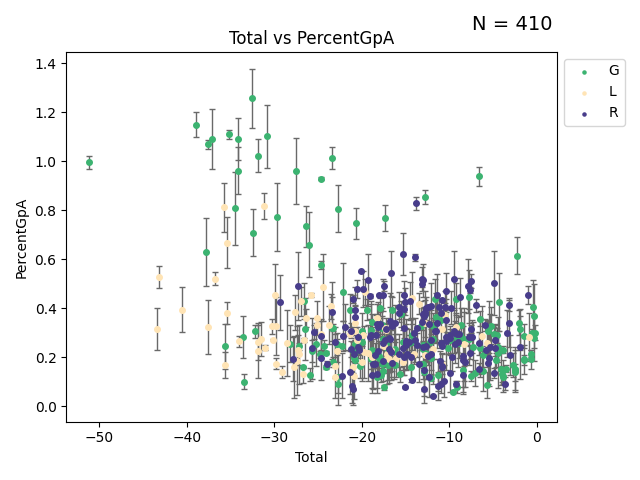 N = 410
Total vs PercentGpA
G
L
R
1.4
1.2
1.0
0.8
0.6
0.4
0.2
0.0
PercentGpA
−50 −40 −30 −20 −10 0
Total